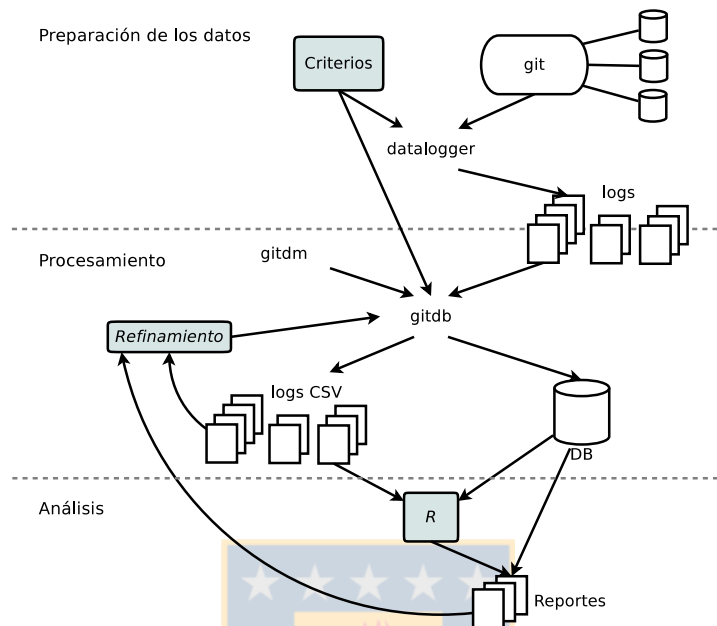 Preparación de los datos
Criterios
git
datalogger
logs
Procesamiento
gitdm
gitdb
Refinamiento
logs CSV
DB
Análisis
R
Reportes